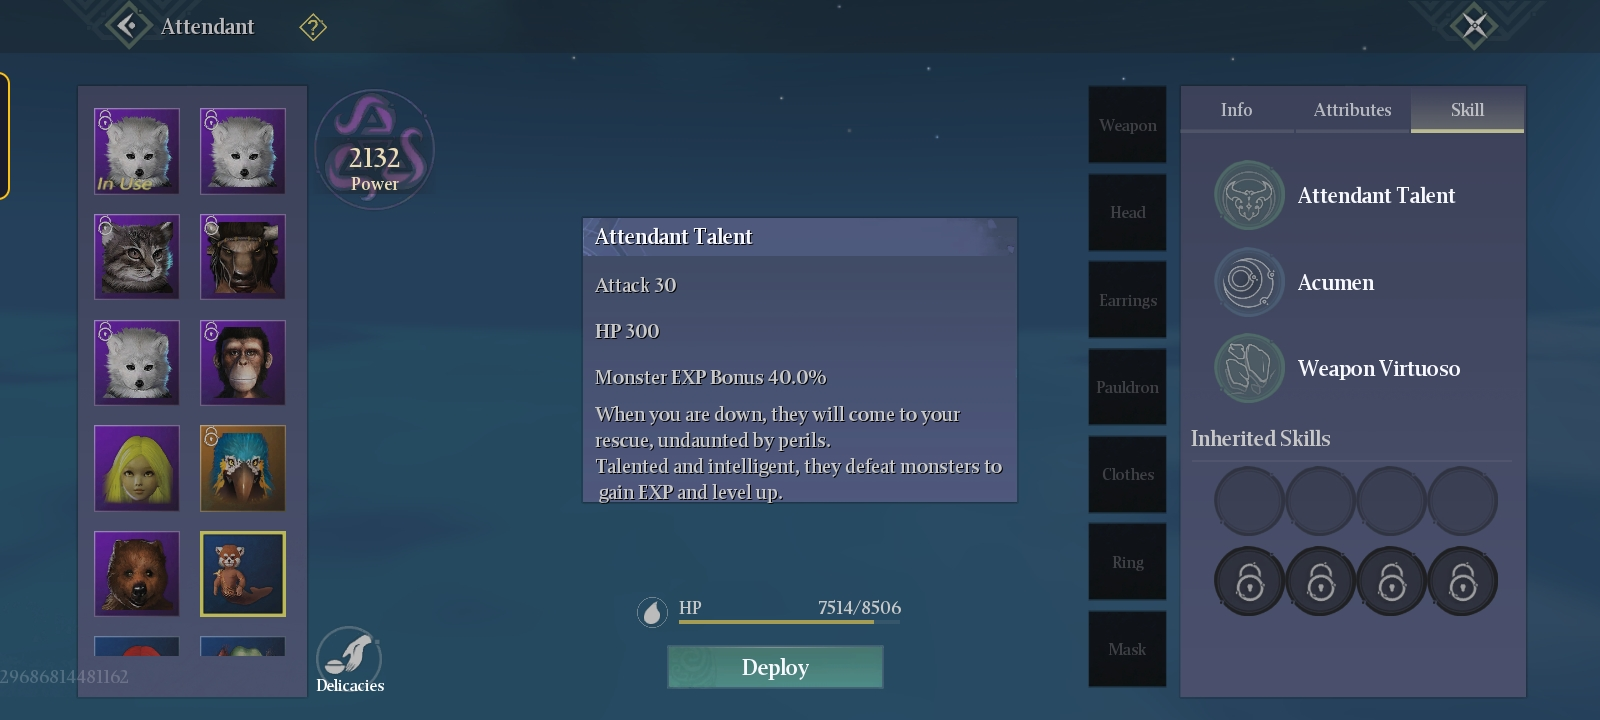 Attendant
?
In Use
2132
Power
Delicacies
29686814481162
Attendant Talent
Attack 30
HP 300
Monster EXP Bonus 40.0%
When you are down, they will come to your
rescue, undaunted by perils.
Talented and intelligent, they defeat monsters to
gain EXP and level up.
HP 7514/8506
Deploy
Weapon
Head
Earrings
Pauldron
Clothes
Ring
Mask
Info Attributes Skill
Attendant Talent
Acumen
Weapon Virtuoso
Inherited Skills